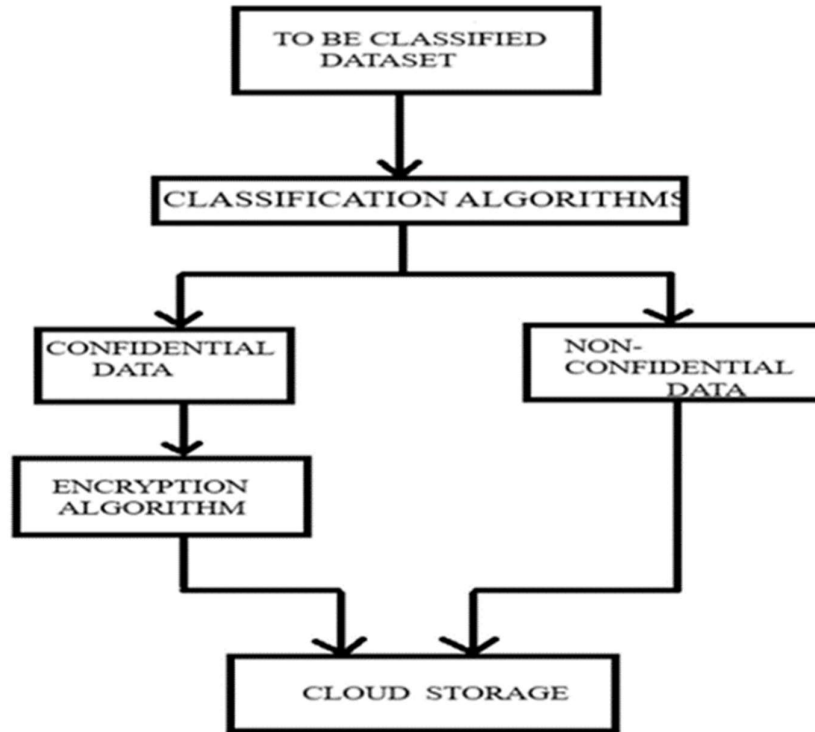 TO BE CLASSIFIED
DATASET
CLASSIFICATION ALGORITHMS
CONFIDENTIAL
DATA
NON-
CONFIDENTIAL
DATA
ENCRYPTION
ALGORITHM
CLOUD STORAGE